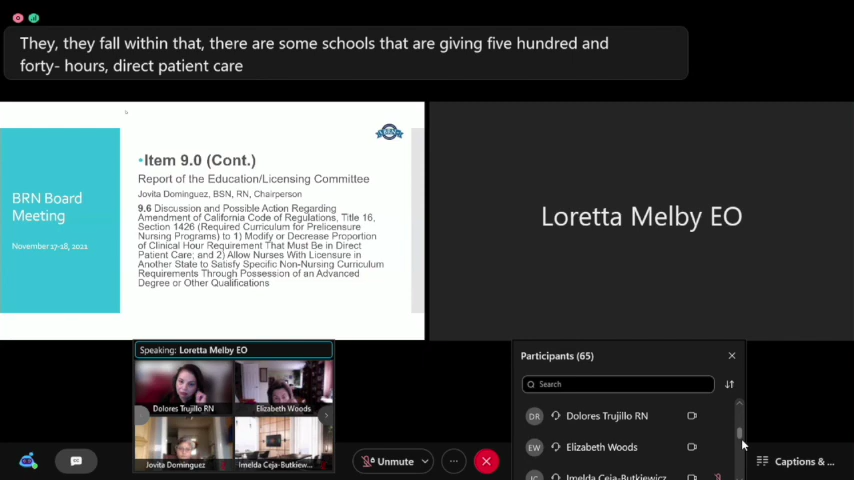 They, they fall within that, there are some schools that are giving five hundred and
forty- hours, direct patient care
BRN Board
Meeting
November 17-18, 2021
•Item 9.0 (Cont.)
Report of the Education/Licensing Committee
Jovita Dominguez, BSN, RN, Chairperson
9.6 Discussion and Possible Action Regarding
Amendment of California Code of Regulations, Title 16,
Section 1426 (Required Curriculum for Prelicensure
Nursing Programs) to 1) Modify or Decrease Proportion
of Clinical Hour Requirement That Must Be in Direct
Patient Care; and 2) Allow Nurses With Licensure in
Another State to Satisfy Specific Non-Nursing Curriculum
Requirements Through Possession of an Advanced
Degree or Other Qualifications
Loretta Melby EO
Speaking: Loretta Melby EO
Dolores Trujillo RN
Elizabeth Woods
Jovita Dominguez
Imelda Ceja-Butkiew...
Participants (65)
Search
DR
Dolores Trujillo RN
EW
Elizabeth Woods
Imelda Ceja-Butkiewicz
CC
Unmute
Captions & ...